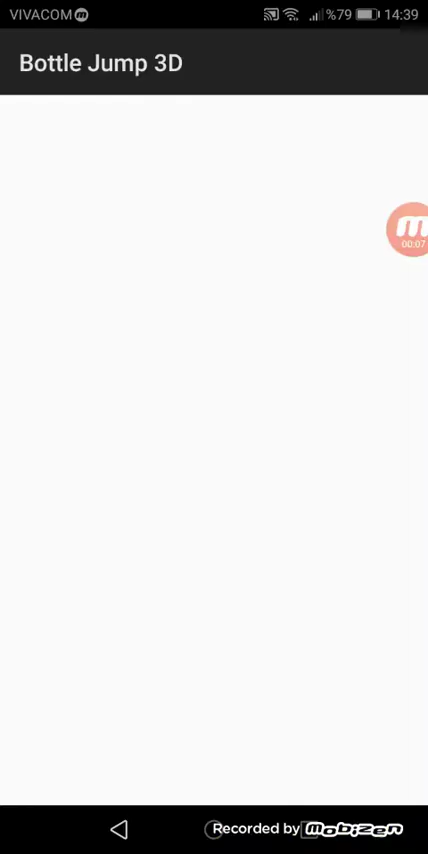 VIVACOM m %79 14:39
Bottle Jump 3D
m
00:07
Recorded by mobizen